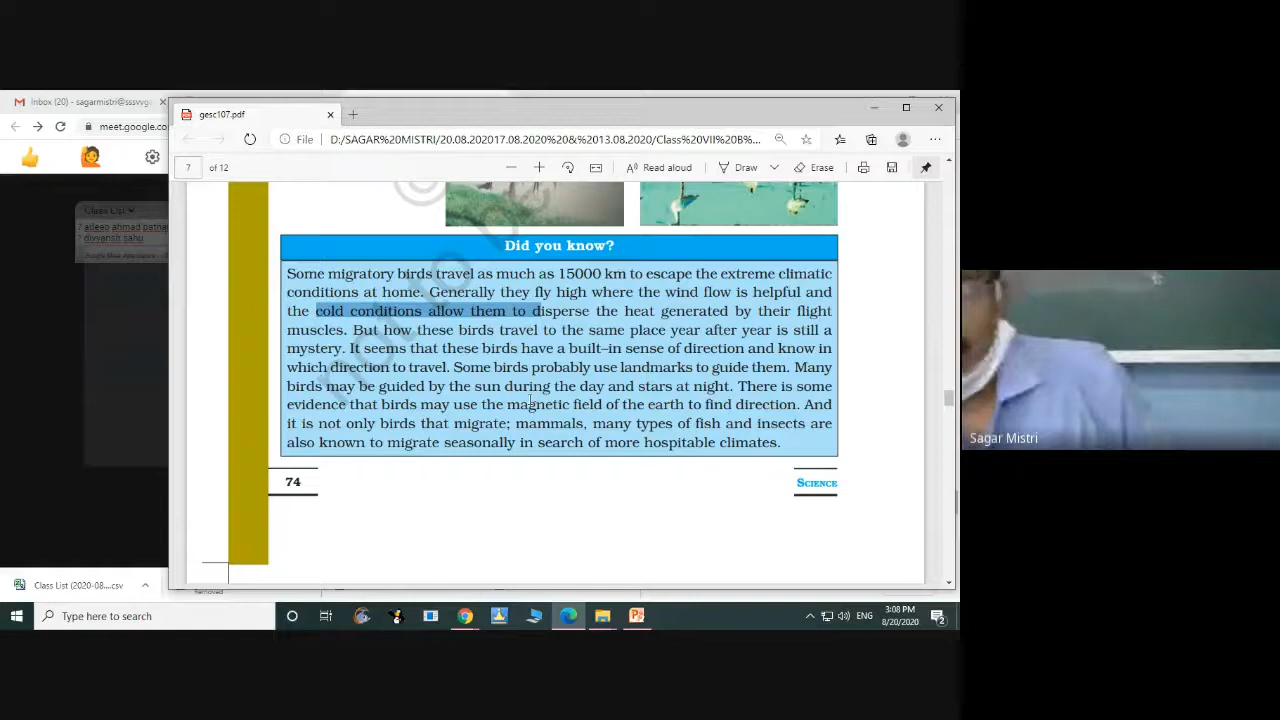 Inbox (20) - sagarmistri@sssvvg
gesc107.pdf
meet.google.co
File
D:/SAGAR%20MISTRI/20.08.202017.08.2020%20&%2013.08.2020/Class%20VII%20B%...
7 of 12
Read aloud
Draw
Erase
Class List
divyansh sahu
Did you know?
Some migratory birds travel as much as 15000 km to escape the extreme climatic
conditions at home. Generally they fly high where the wind flow is helpful and
the cold conditions allow them to disperse the heat generated by their flight
muscles. But how these birds travel to the same place year after year is still a
mystery. It seems that these birds have a built–in sense of direction and know in
which direction to travel. Some birds probably use landmarks to guide them. Many
birds may be guided by the sun during the day and stars at night. There is some
evidence that birds may use the magnetic field of the earth to find direction. And
it is not only birds that migrate; mammals, many types of fish and insects are
also known to migrate seasonally in search of more hospitable climates.
74
SCIENCE
not to b
Sagar Mistri
Class List (2020-08....csv
Removed
Type here to search
ENG
3:08 PM
8/20/2020
2